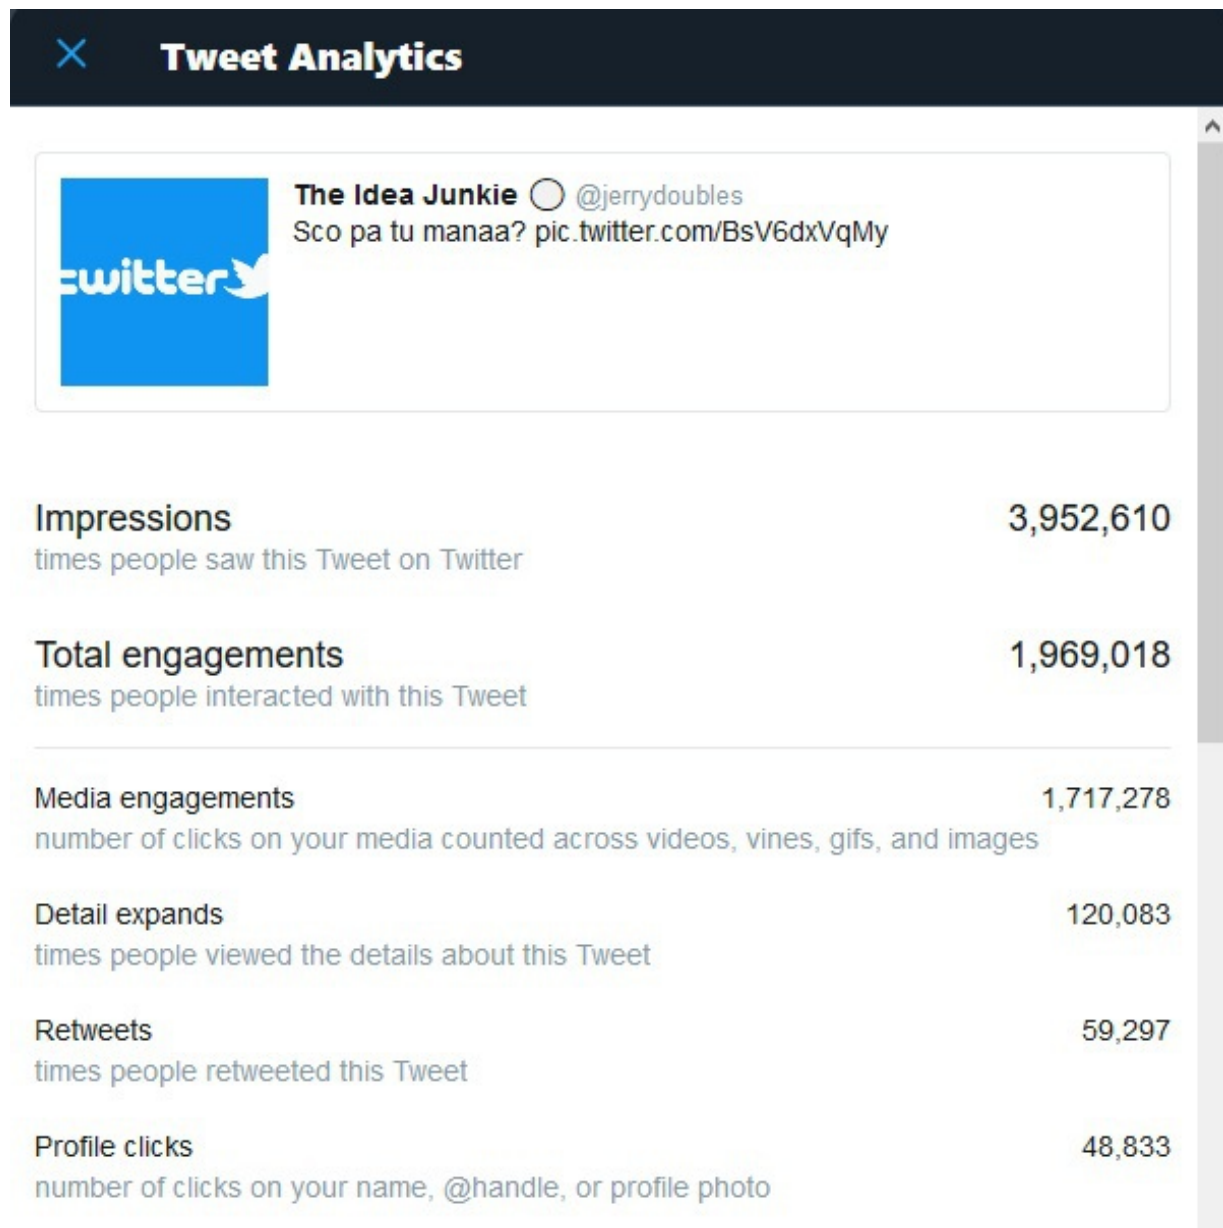 Tweet Analytics
The Idea Junkie @jerrydoubles
Sco pa tu manaa? pic.twitter.com/BsV6dxVqMy
twitter
Impressions 3,952,610
times people saw this Tweet on Twitter
Total engagements 1,969,018
times people interacted with this Tweet
Media engagements 1,717,278
number of clicks on your media counted across videos, vines, gifs, and images
Detail expands 120,083
times people viewed the details about this Tweet
Retweets 59,297
times people retweeted this Tweet
Profile clicks 48,833
number of clicks on your name, @handle, or profile photo